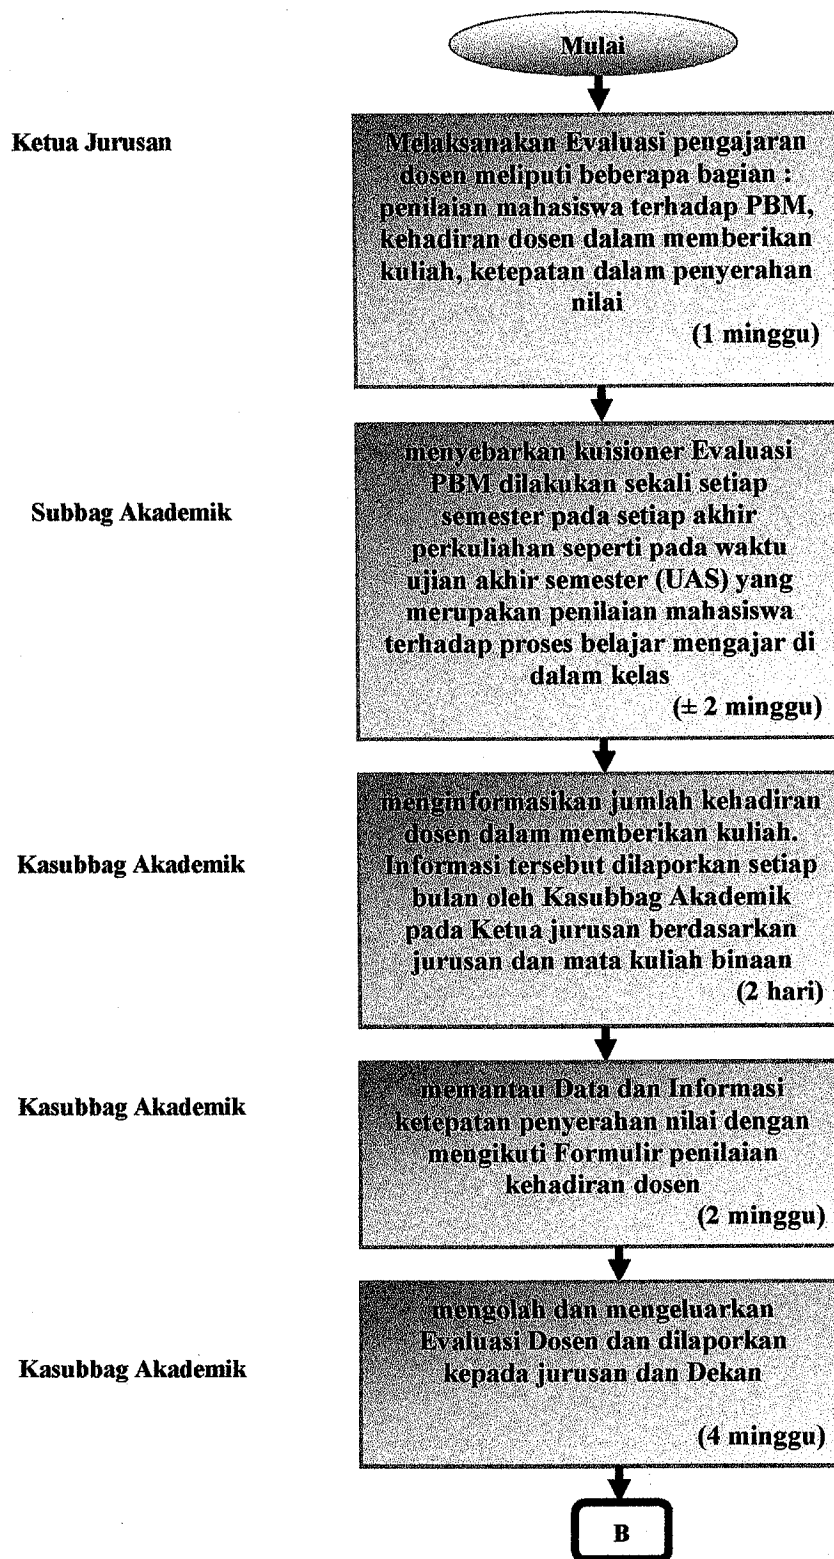 Mulai
Ketua Jurusan
Melaksanakan Evaluasi pengajaran
dosen meliputi beberapa bagian :
penilaian mahasiswa terhadap PBM,
kehadiran dosen dalam memberikan
kuliah, ketepatan dalam penyerahan
nilai
(1 minggu)
Subbag Akademik
menyebarkan kuisioner Evaluasi
PBM dilakukan sekali setiap
semester pada setiap akhir
perkuliahan seperti pada waktu
ujian akhir semester (UAS) yang
merupakan penilaian mahasiswa
terhadap proses belajar mengajar di
dalam kelas
(± 2 minggu)
Kasubbag Akademik
menginformasikan jumlah kehadiran
dosen dalam memberikan kuliah.
Informasi tersebut dilaporkan setiap
bulan oleh Kasubbag Akademik
pada Ketua jurusan berdasarkan
jurusan dan mata kuliah binaan
(2 hari)
Kasubbag Akademik
memantau Data dan Informasi
ketepatan penyerahan nilai dengan
mengikuti Formulir penilaian
kehadiran dosen
(2 minggu)
Kasubbag Akademik
mengolah dan mengeluarkan
Evaluasi Dosen dan dilaporkan
kepada jurusan dan Dekan
(4 minggu)
B